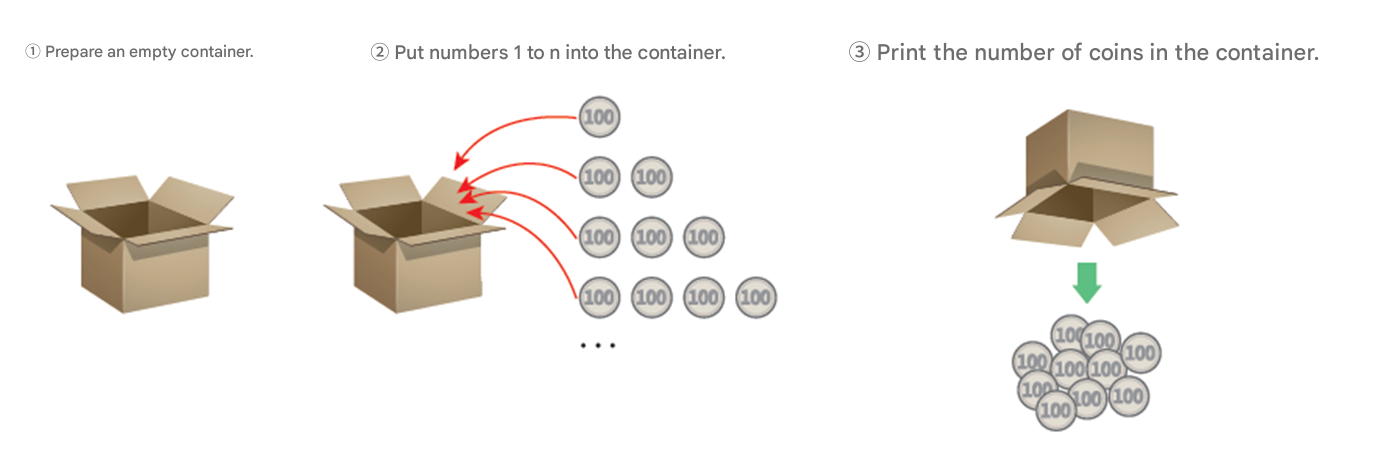 ① Prepare an empty container.
② Put numbers 1 to n into the container.
③ Print the number of coins in the container.
100
100 100
100 100 100
100 100 100 100
...
100 100
100 100 100 100
100 100 100
100